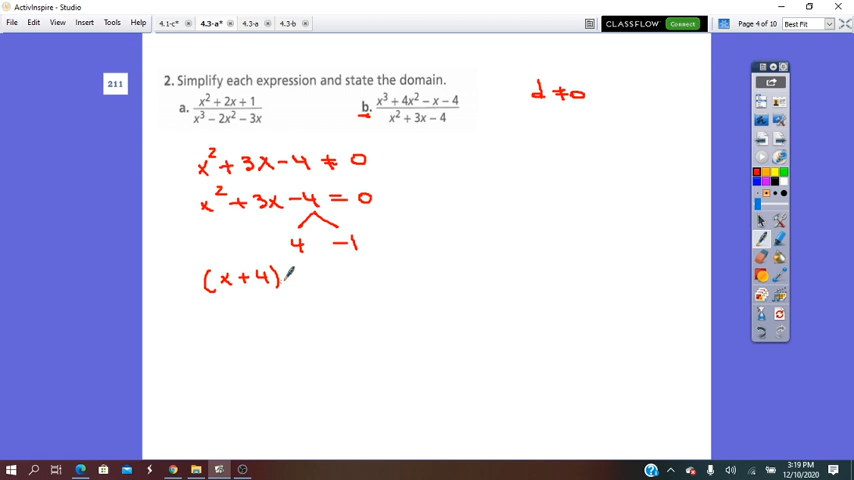 ActivInspire - Studio
File Edit View Insert Tools Help
4.1-c* 4.3-a* 4.3-a 4.3-b
CLASSFLOW Connect
Page 4 of 10 Best Fit
211
2. Simplify each expression and state the domain.
a. x² + 2x + 1 / x³ − 2x² − 3x
b. x³ + 4x² − x − 4 / x² + 3x − 4
d ≠ 0
x² + 3x − 4 ≠ 0
x² + 3x − 4 = 0
4 −1
(x + 4)
3:19 PM
12/10/2020